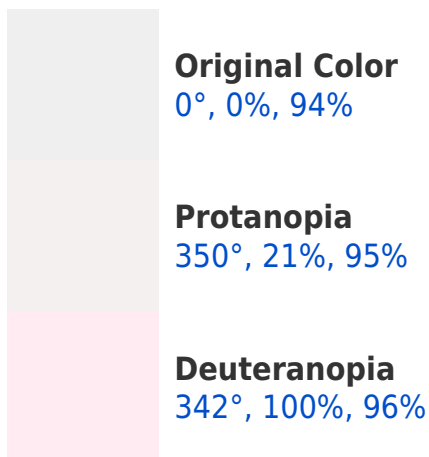 Original Color
0°, 0%, 94%
Protanopia
350°, 21%, 95%
Deuteranopia
342°, 100%, 96%